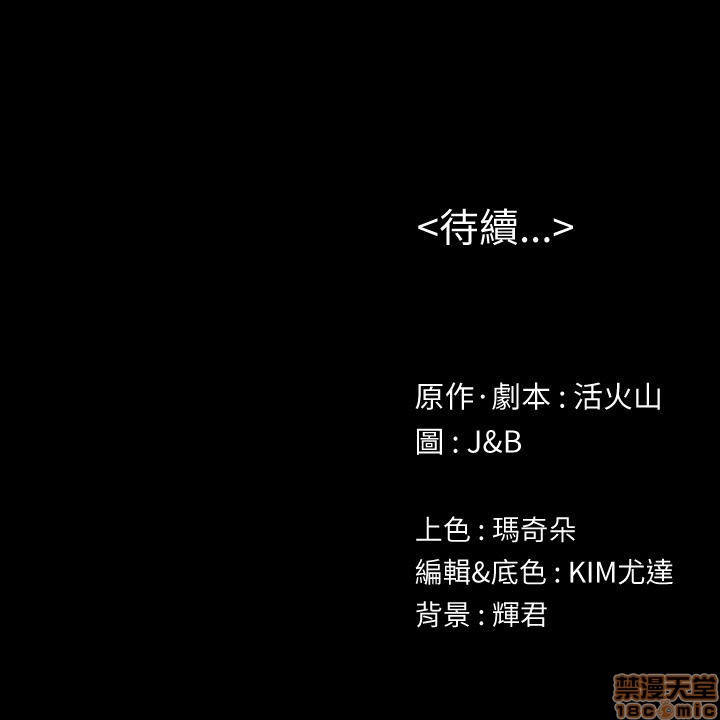 <待續...>
原作·劇本 : 活火山
圖 : J&B
上色 : 瑪奇朵
編輯&底色 : KIM尤達
背景 : 輝君
禁漫天堂
18comic